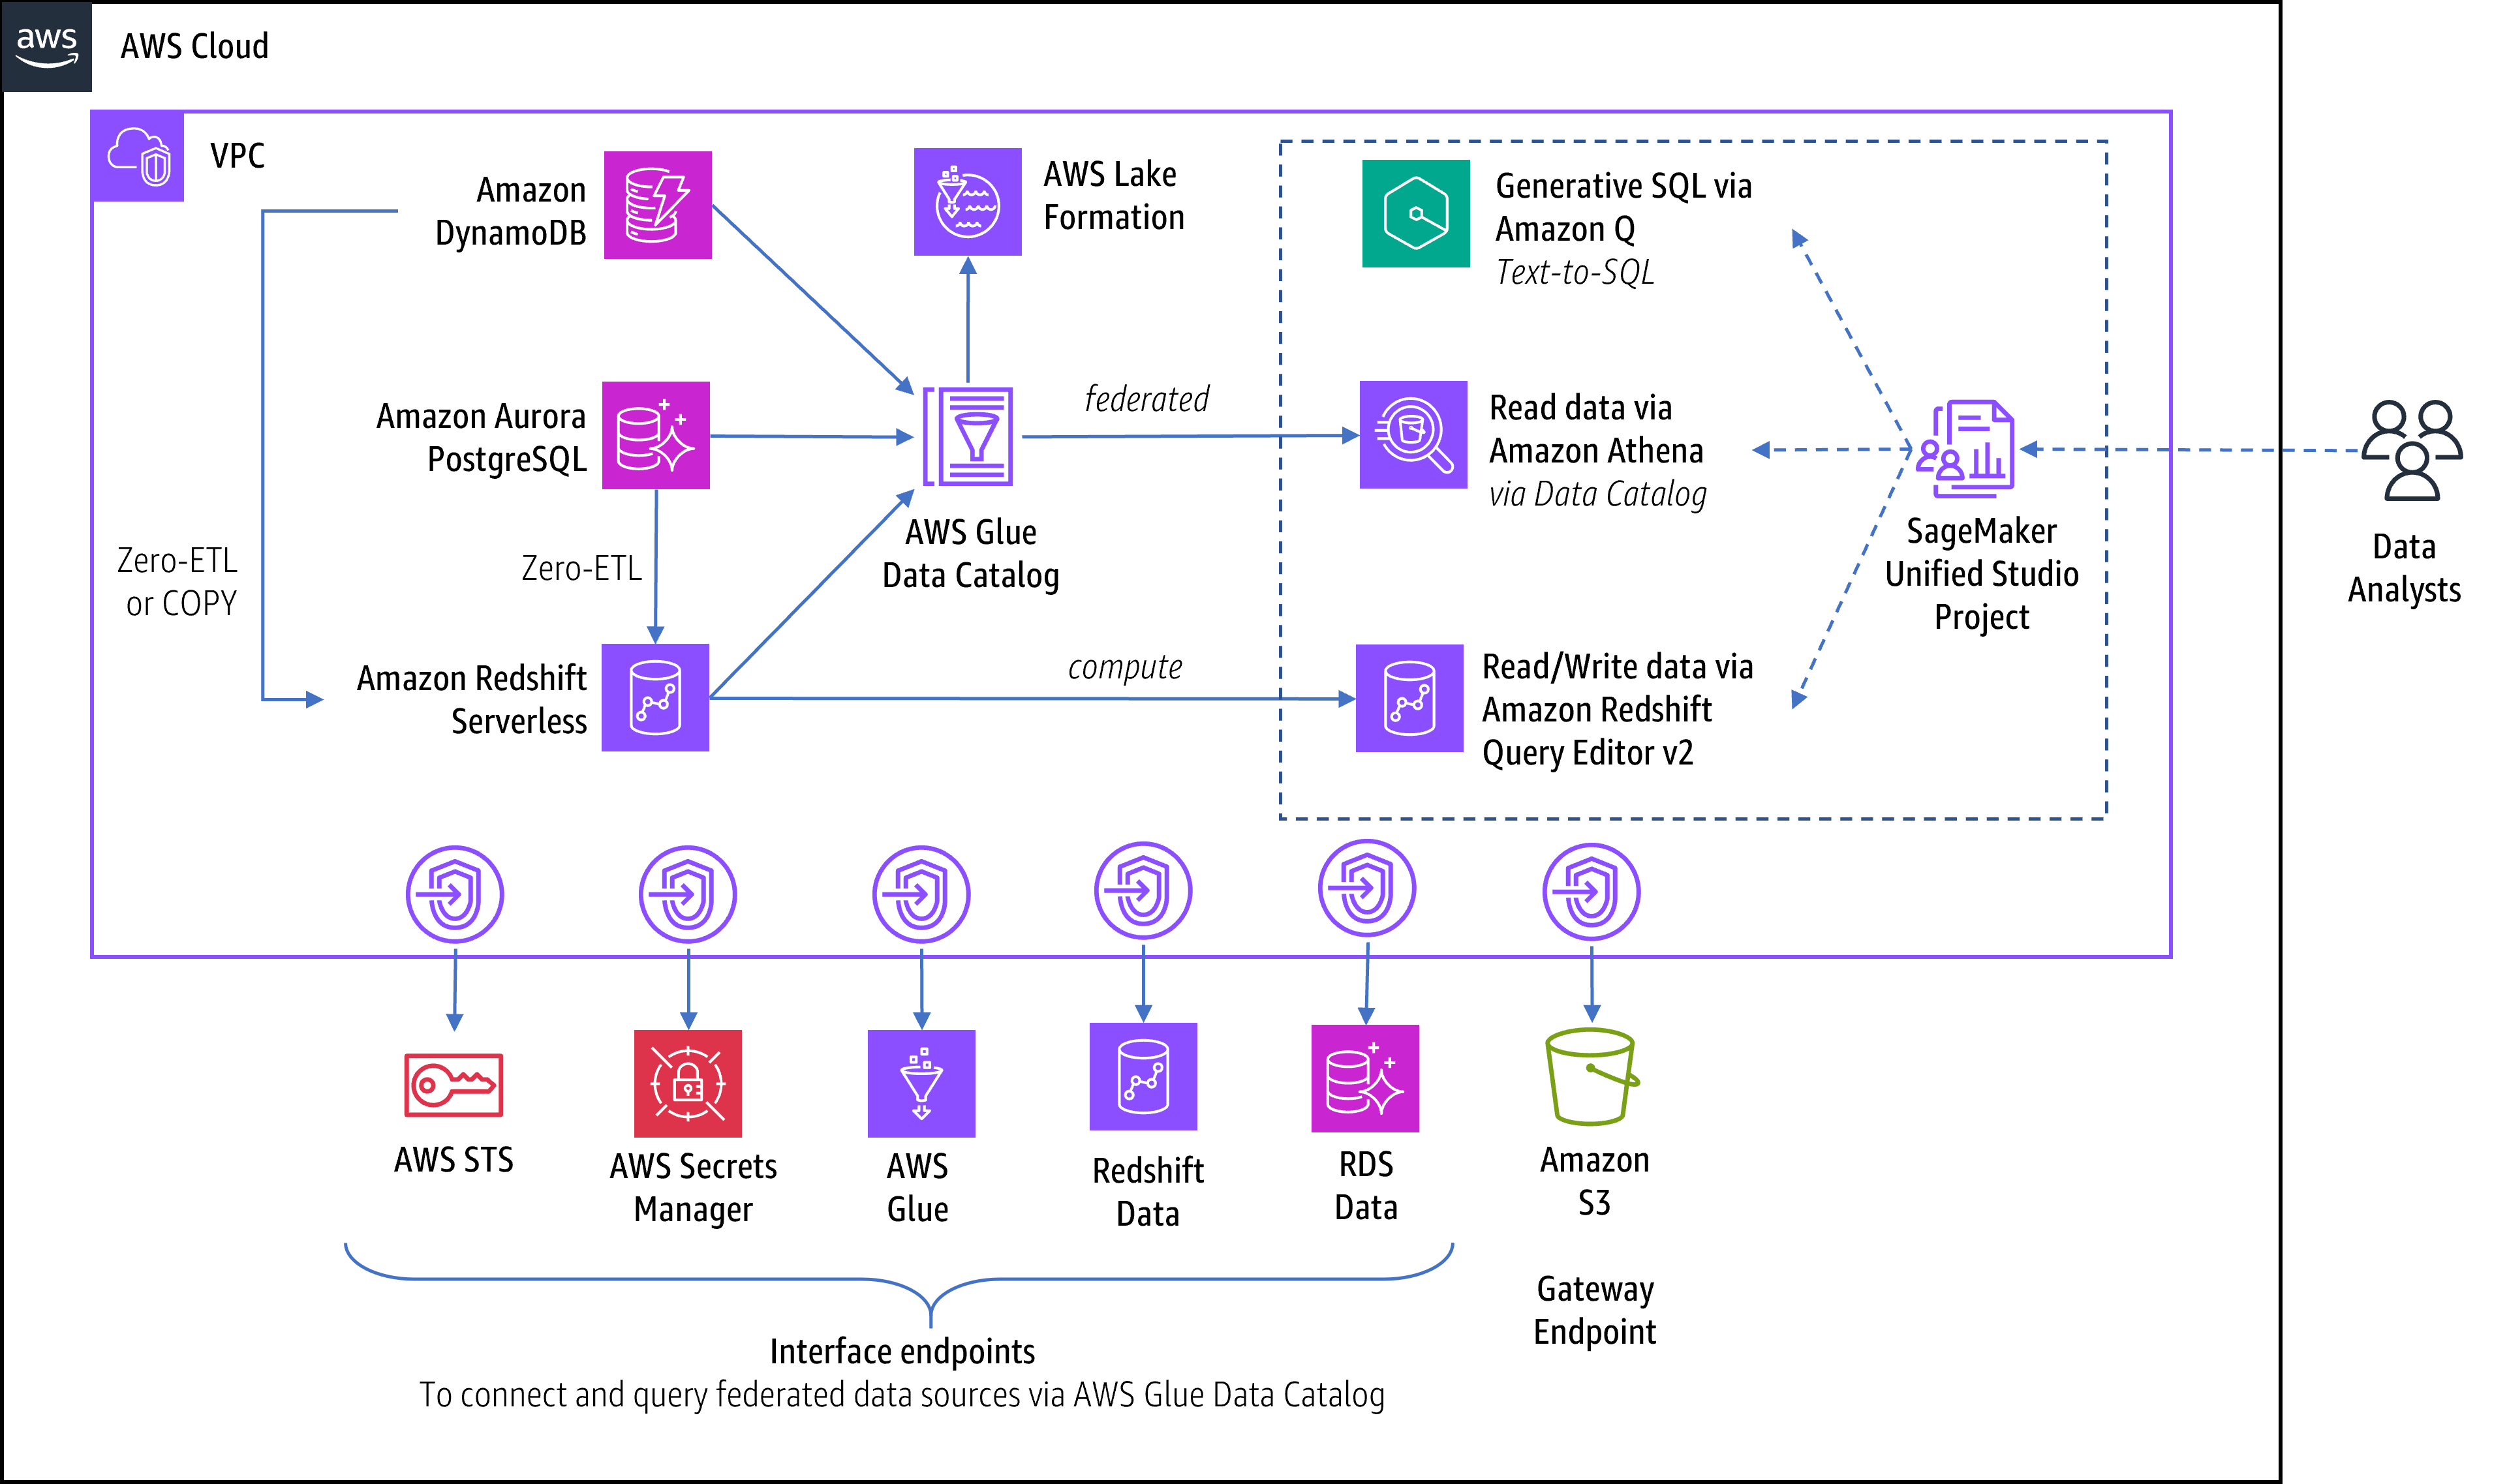 aws
AWS Cloud
VPC
Amazon
DynamoDB
AWS Lake
Formation
Generative SQL via
Amazon Q
Text-to-SQL
Amazon Aurora
PostgreSQL
federated
Read data via
Amazon Athena
via Data Catalog
AWS Glue
Data Catalog
SageMaker
Unified Studio
Project
Data
Analysts
Zero-ETL
or COPY
Zero-ETL
Amazon Redshift
Serverless
compute
Read/Write data via
Amazon Redshift
Query Editor v2
AWS STS
AWS Secrets
Manager
AWS
Glue
Redshift
Data
RDS
Data
Amazon
S3
Gateway
Endpoint
Interface endpoints
To connect and query federated data sources via AWS Glue Data Catalog